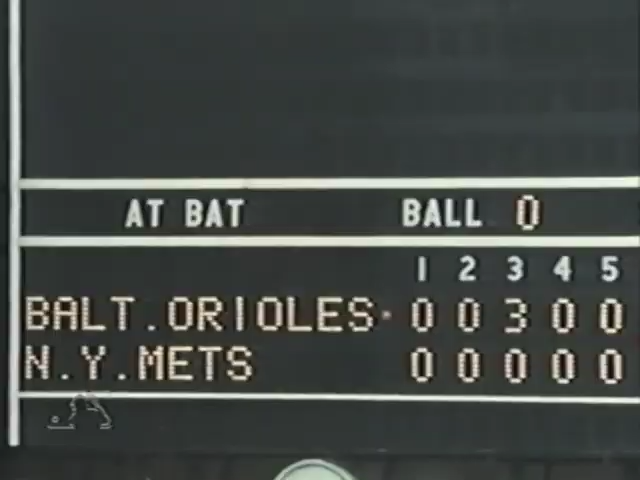 AT BAT BALL 0
1 2 3 4 5
BALT.ORIOLES 0 0 3 0 0
N.Y.METS 0 0 0 0 0